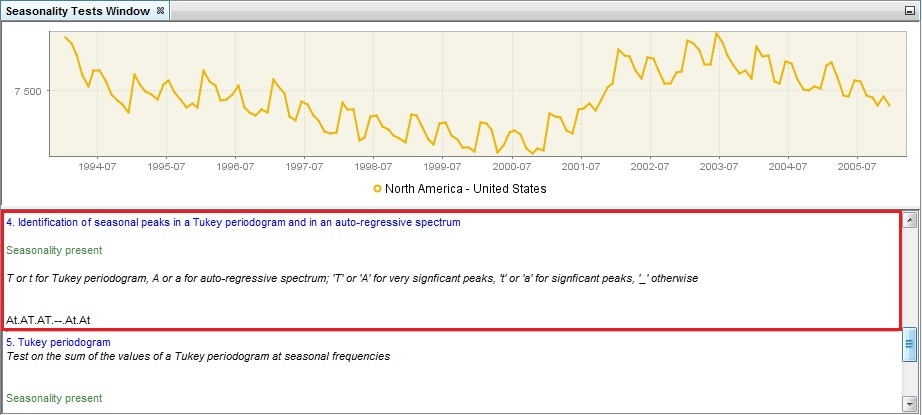 Seasonality Tests Window
7 500
1994-07 1995-07 1996-07 1997-07 1998-07 1999-07 2000-07 2001-07 2002-07 2003-07 2004-07 2005-07
North America - United States
4. Identification of seasonal peaks in a Tukey periodogram and in an auto-regressive spectrum
Seasonality present
T or t for Tukey periodogram, A or a for auto-regressive spectrum; 'T' or 'A' for very signficant peaks, 't' or 'a' for signficant peaks, '_' otherwise
At.AT.AT.--.At.At
5. Tukey periodogram
Test on the sum of the values of a Tukey periodogram at seasonal frequencies
Seasonality present